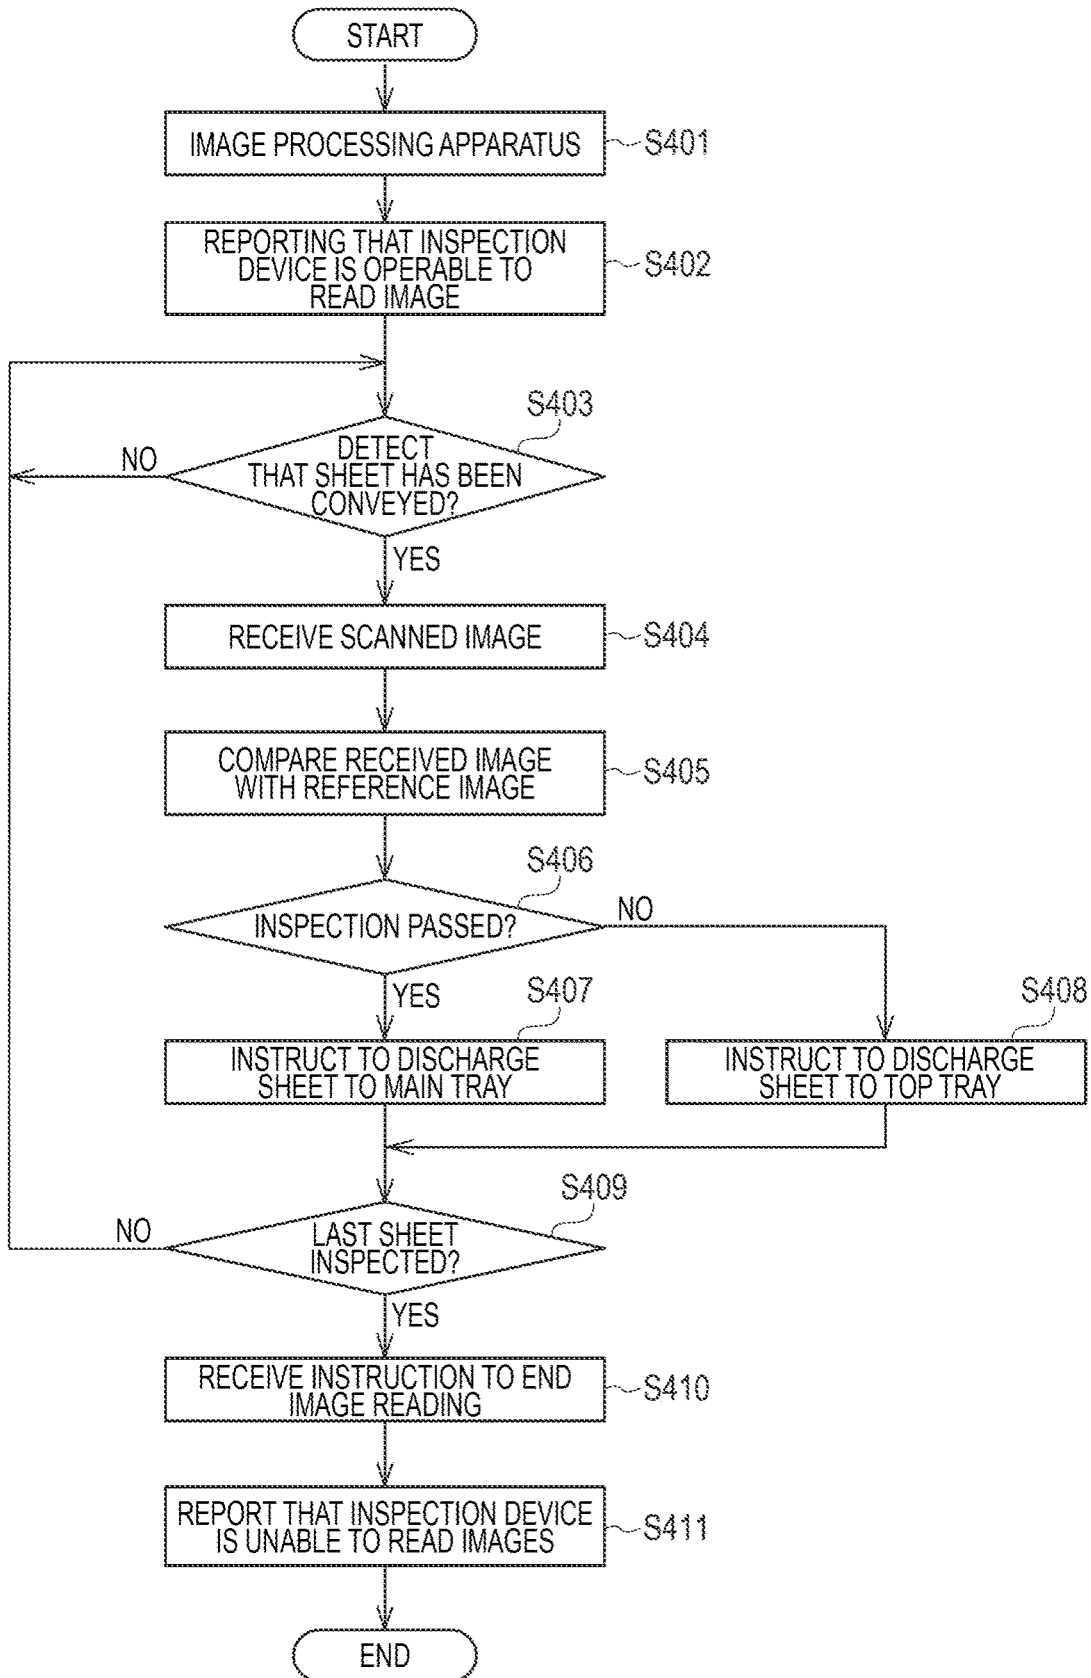 START
IMAGE PROCESSING APPARATUS
S401
REPORTING THAT INSPECTION
DEVICE IS OPERABLE TO
READ IMAGE
S402
S403
DETECT
THAT SHEET HAS BEEN
CONVEYED?
NO
YES
RECEIVE SCANNED IMAGE
S404
COMPARE RECEIVED IMAGE
WITH REFERENCE IMAGE
S405
S406
INSPECTION PASSED?
NO
YES
S407
INSTRUCT TO DISCHARGE
SHEET TO MAIN TRAY
S408
INSTRUCT TO DISCHARGE
SHEET TO TOP TRAY
S409
LAST SHEET
INSPECTED?
NO
YES
RECEIVE INSTRUCTION TO END
IMAGE READING
S410
REPORT THAT INSPECTION DEVICE
IS UNABLE TO READ IMAGES
S411
END